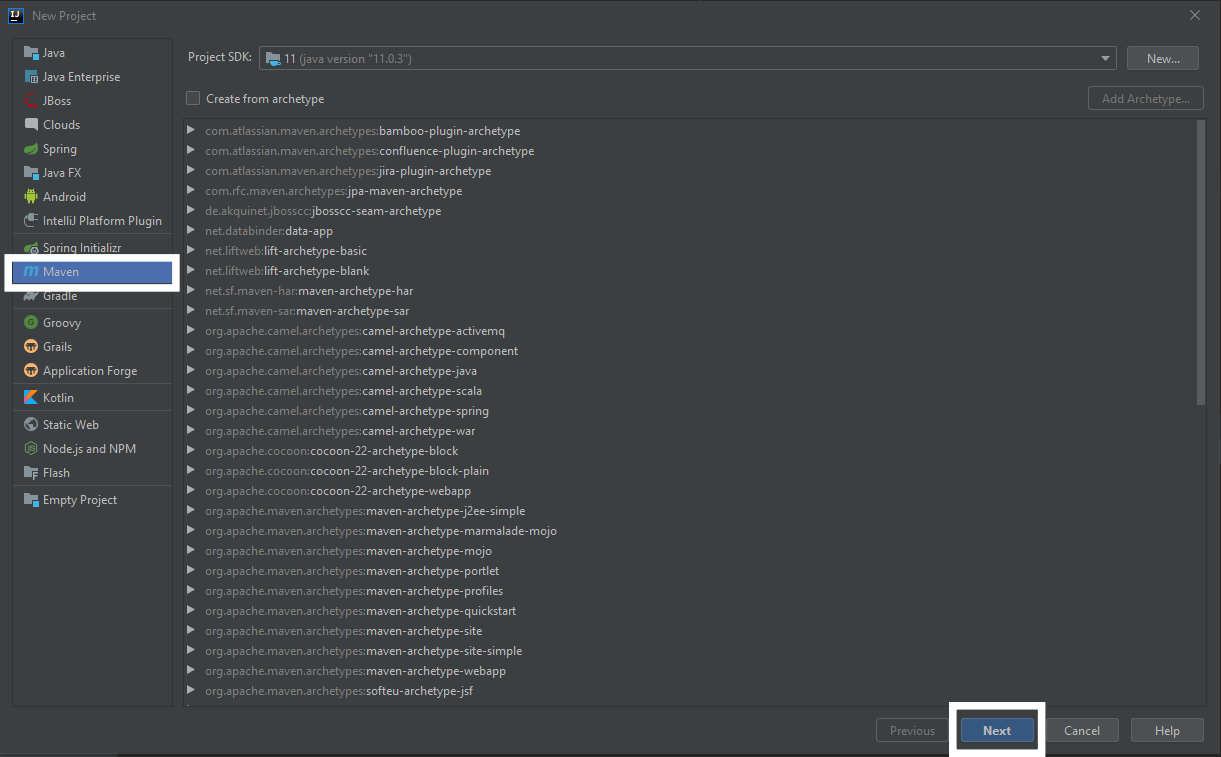 New Project
Java
Java Enterprise
JBoss
Clouds
Spring
Java FX
Android
IntelliJ Platform Plugin
Spring Initializr
Maven
Gradle
Groovy
Grails
Application Forge
Kotlin
Static Web
Node.js and NPM
Flash
Empty Project
Project SDK: 11 (java version "11.0.3") New...
Create from archetype Add Archetype...
com.atlassian.maven.archetypes:bamboo-plugin-archetype
com.atlassian.maven.archetypes:confluence-plugin-archetype
com.atlassian.maven.archetypes:jira-plugin-archetype
com.rfc.maven.archetypes:jpa-maven-archetype
de.akquinet.jbosscc:jbosscc-seam-archetype
net.databinder:data-app
net.liftweb:lift-archetype-basic
net.liftweb:lift-archetype-blank
net.sf.maven-har:maven-archetype-har
net.sf.maven-sar:maven-archetype-sar
org.apache.camel.archetypes:camel-archetype-activemq
org.apache.camel.archetypes:camel-archetype-component
org.apache.camel.archetypes:camel-archetype-java
org.apache.camel.archetypes:camel-archetype-scala
org.apache.camel.archetypes:camel-archetype-spring
org.apache.camel.archetypes:camel-archetype-war
org.apache.cocoon:cocoon-22-archetype-block
org.apache.cocoon:cocoon-22-archetype-block-plain
org.apache.cocoon:cocoon-22-archetype-webapp
org.apache.maven.archetypes:maven-archetype-j2ee-simple
org.apache.maven.archetypes:maven-archetype-marmalade-mojo
org.apache.maven.archetypes:maven-archetype-mojo
org.apache.maven.archetypes:maven-archetype-portlet
org.apache.maven.archetypes:maven-archetype-profiles
org.apache.maven.archetypes:maven-archetype-quickstart
org.apache.maven.archetypes:maven-archetype-site
org.apache.maven.archetypes:maven-archetype-site-simple
org.apache.maven.archetypes:maven-archetype-webapp
org.apache.maven.archetypes:softeu-archetype-jsf
Previous Next Cancel Help